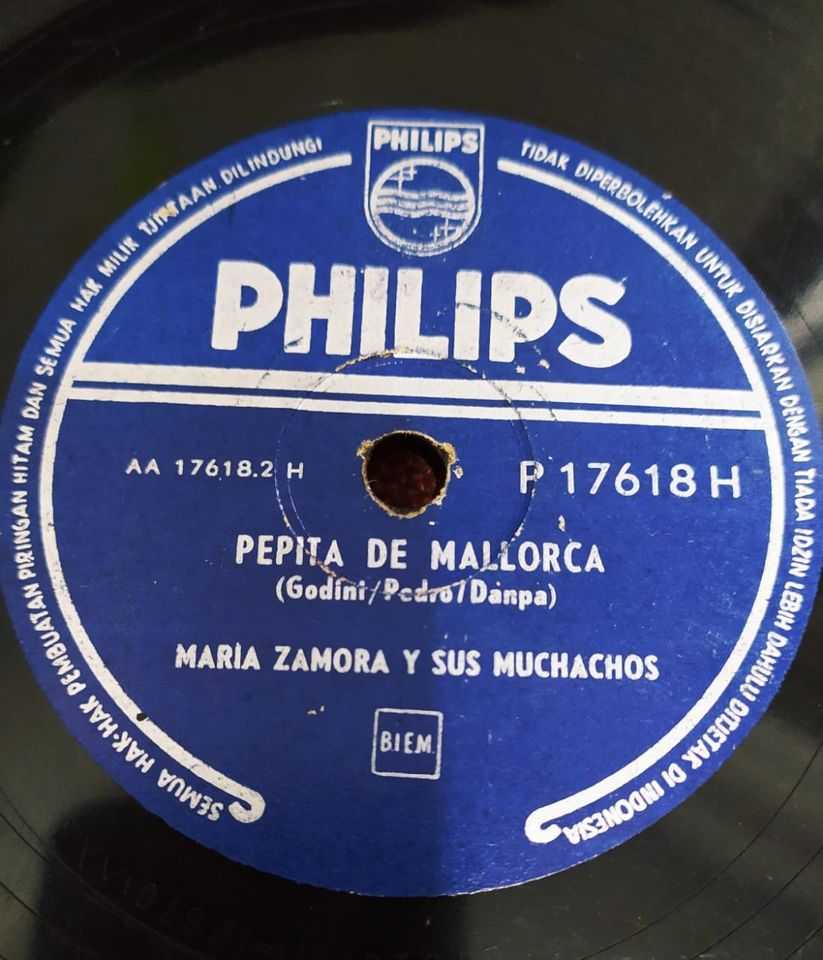 PHILIPS
PHILIPS
SEMUA HAK-HAK PEMBUATAN PIRINGAN HITAM DAN SEMUA HAK MILIK TJIPTAAN DILINDUNGI
TIDAK DIPERBOLEHKAN UNTUK DISIARKAN DENGAN TIADA IDZIN LEBIH DAHULU DITJETAK DI INDONESIA
AA 17618.2 H
P 17618 H
PEPITA DE MALLORCA
(Godini/Pedro/Danpa)
MARIA ZAMORA Y SUS MUCHACHOS
BIEM